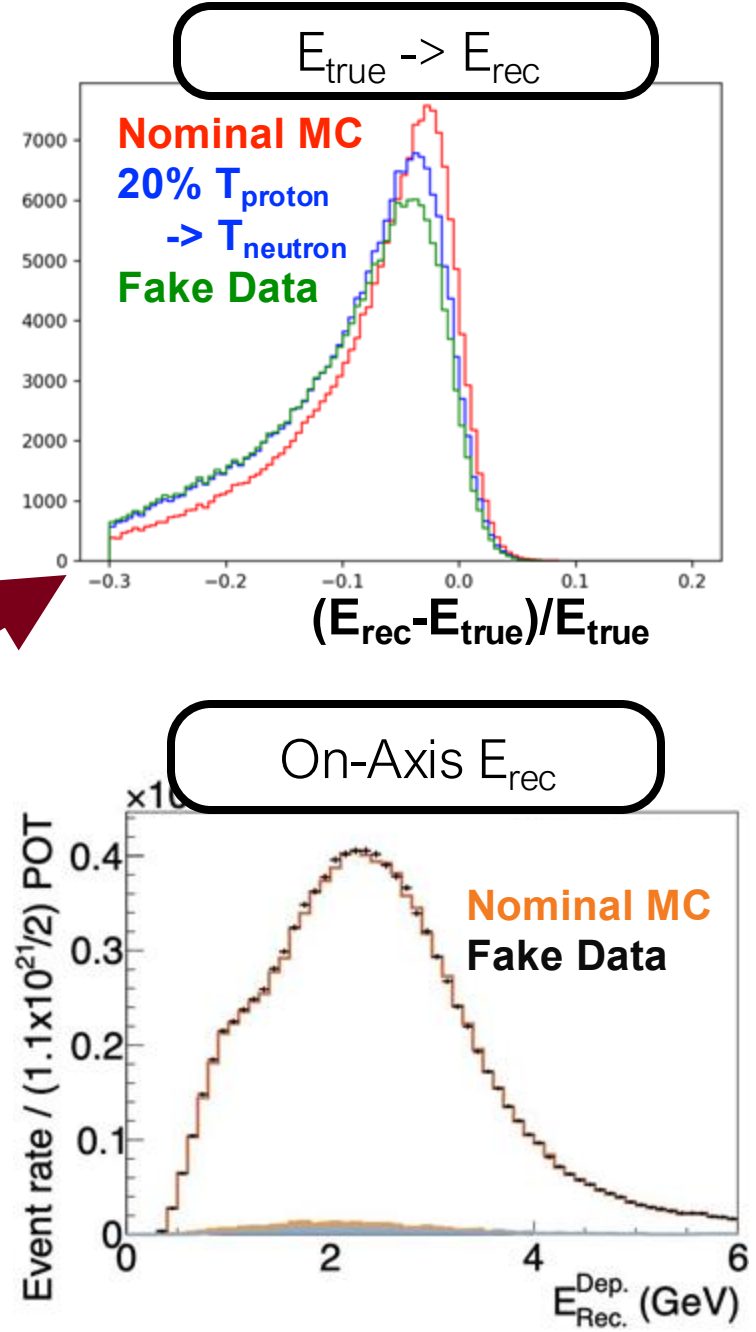 E_true -> E_rec
Nominal MC
20% T_proton
-> T_neutron
Fake Data
7000
6000
5000
4000
3000
2000
1000
0
−0.3 −0.2 −0.1 0.0 0.1 0.2
(E_rec-E_true)/E_true
On-Axis E_rec
Event rate / (1.1x10^21/2) POT
0.4
0.3
0.2
0.1
0
Nominal MC
Fake Data
0 2 4 6
E_Rec.^Dep. (GeV)